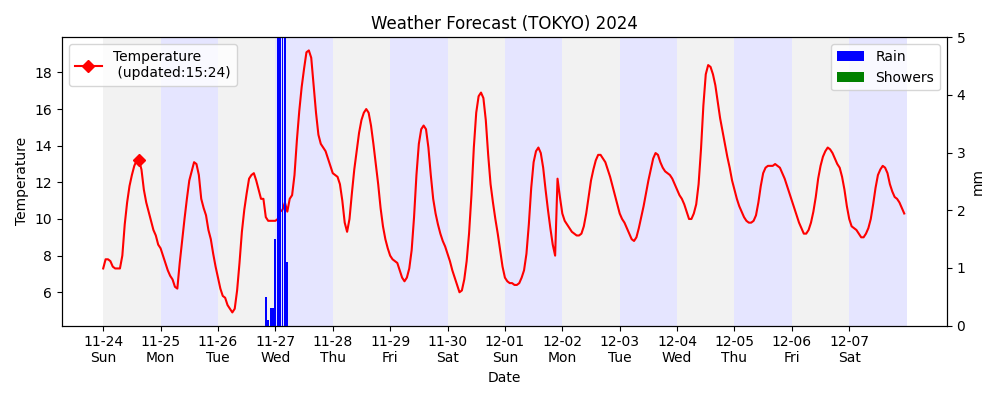 Weather Forecast (TOKYO) 2024
Temperature
(updated:15:24)
Rain
Showers
Temperature
18
16
14
12
10
8
6
5
4
3
2
1
0
mm
11-24 11-25 11-26 11-27 11-28 11-29 11-30 12-01 12-02 12-03 12-04 12-05 12-06 12-07
Sun Mon Tue Wed Thu Fri Sat Sun Mon Tue Wed Thu Fri Sat
Date